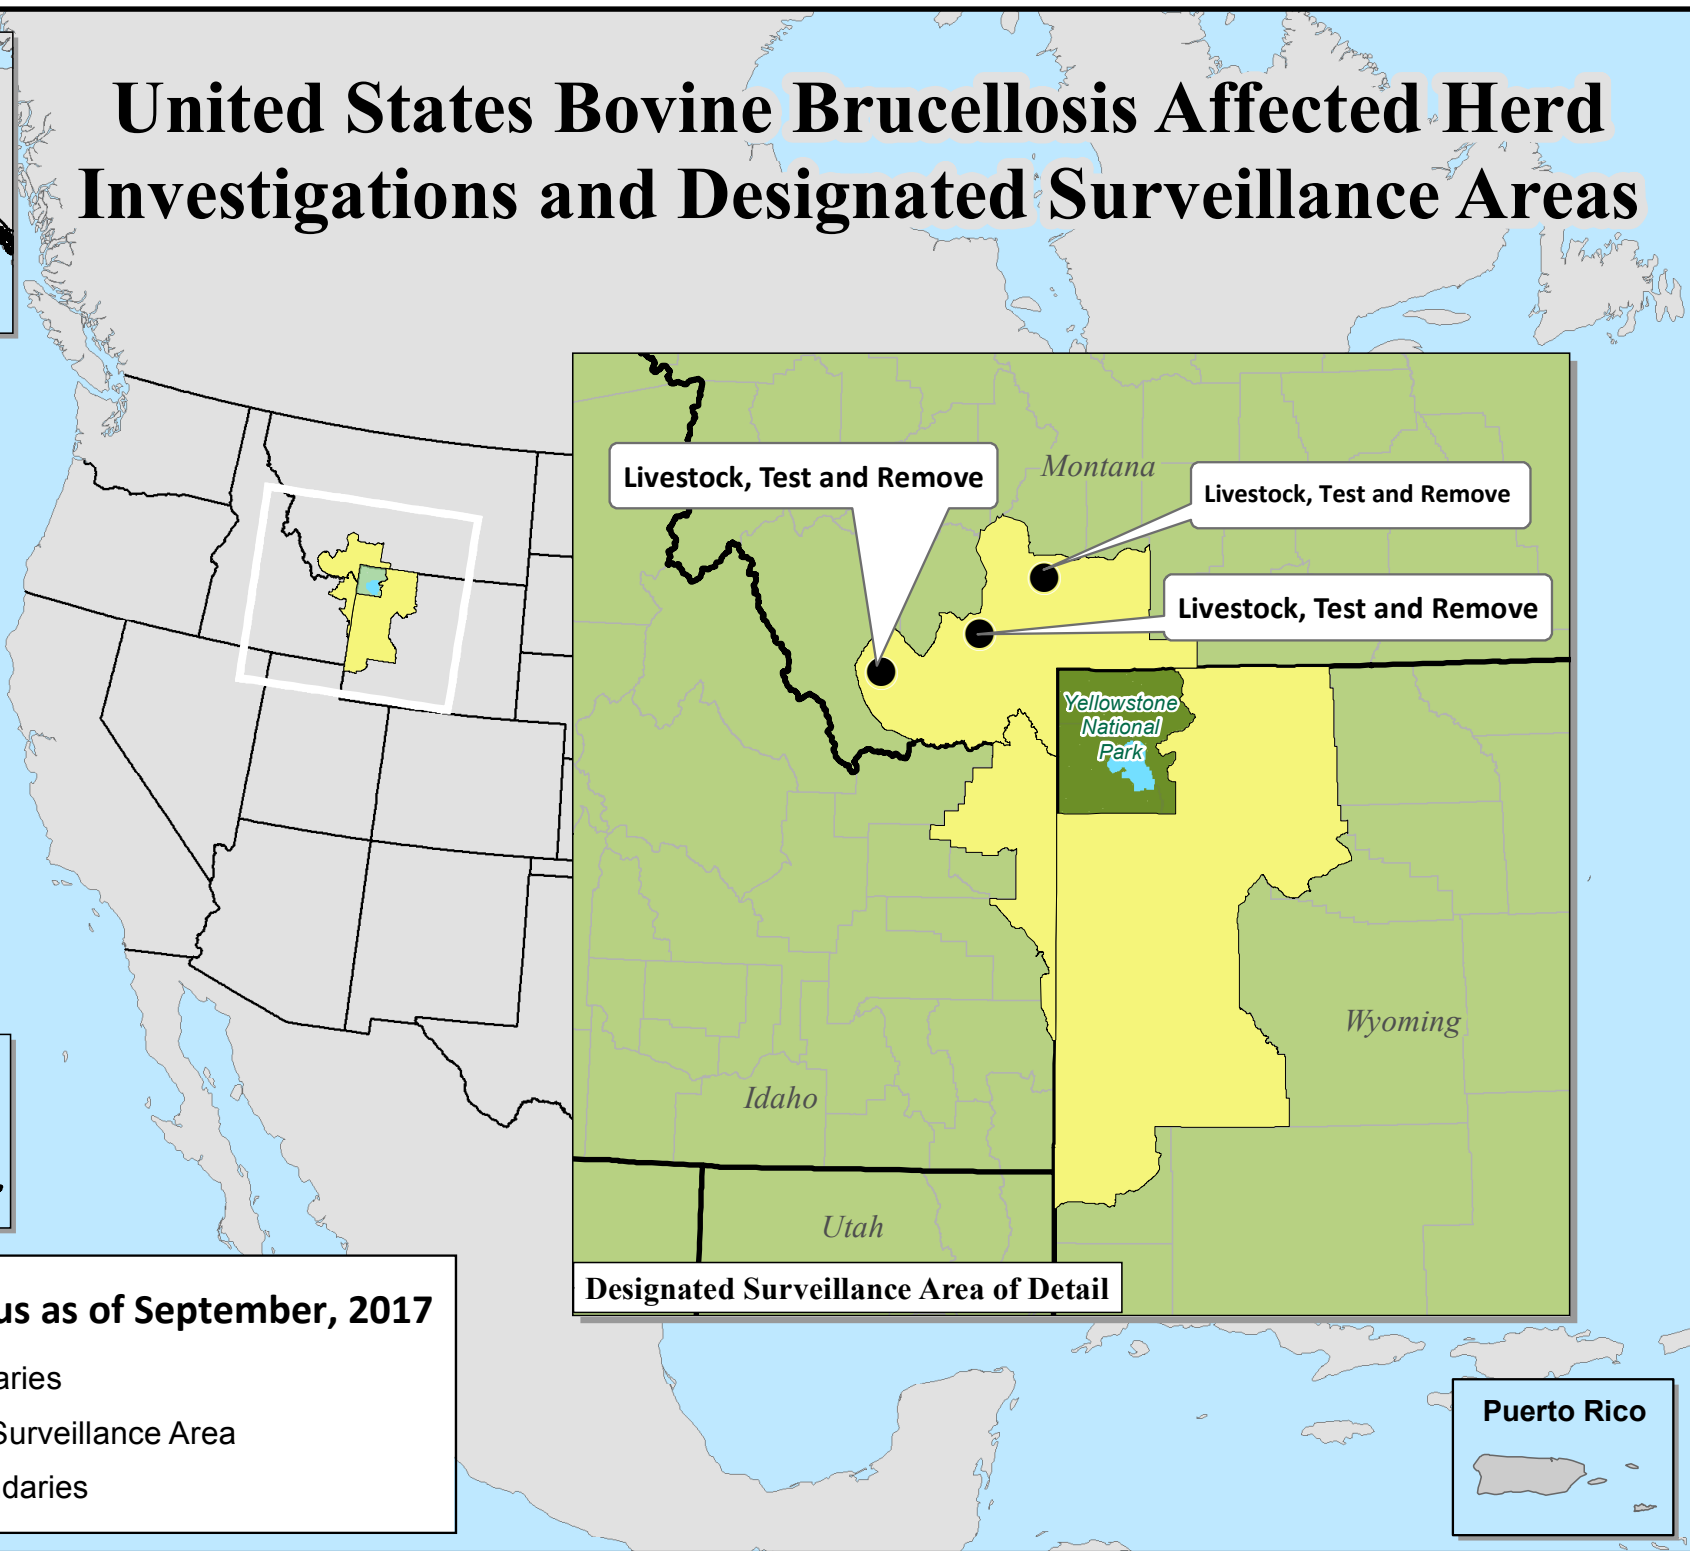 United States Bovine Brucellosis Affected Herd
Investigations and Designated Surveillance Areas
Livestock, Test and Remove
Montana
Livestock, Test and Remove
Livestock, Test and Remove
Yellowstone
National
Park
Wyoming
Idaho
Utah
Designated Surveillance Area of Detail
us as of September, 2017
aries
Surveillance Area
daries
Puerto Rico